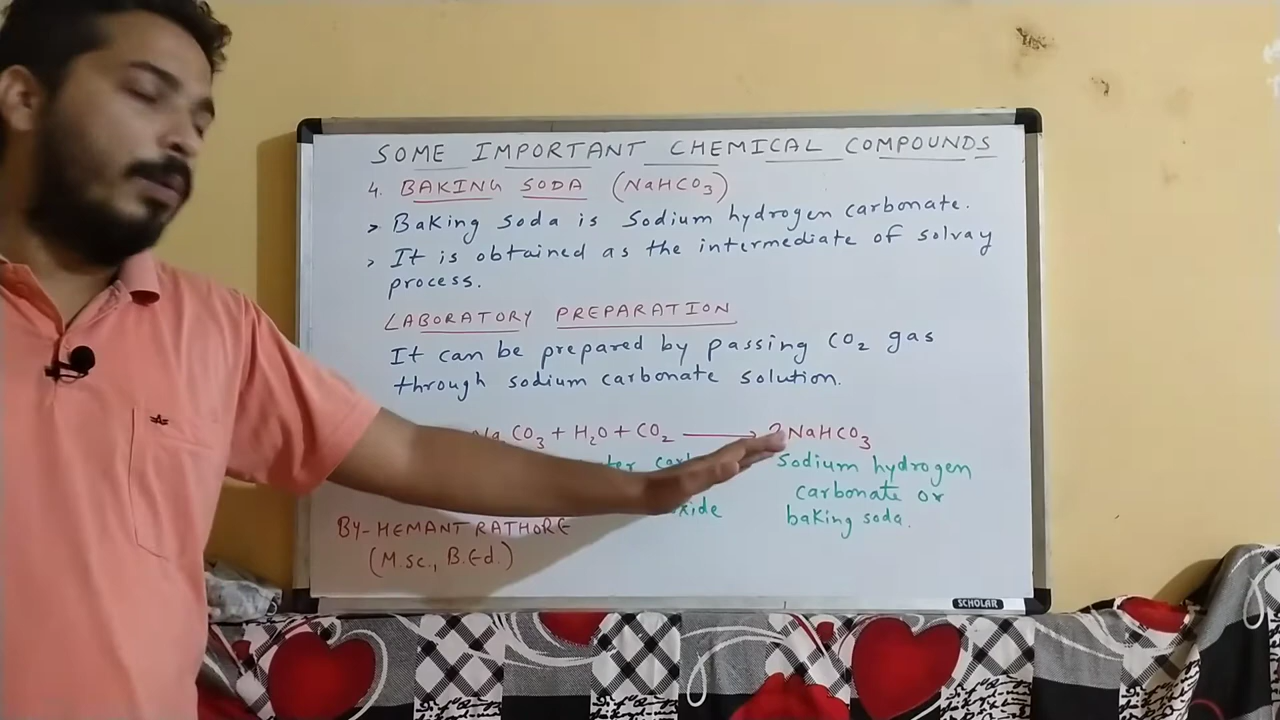 SOME IMPORTANT CHEMICAL COMPOUNDS
4. BAKING SODA (NaHCO₃)
> Baking soda is Sodium hydrogen carbonate.
> It is obtained as the intermediate of solvay
process.
LABORATORY PREPARATION
It can be prepared by passing CO₂ gas
through sodium carbonate solution.
CO₃ + H₂O + CO₂ ⟶ 2NaHCO₃
Sodium hydrogen
carbonate or
baking soda.
BY-HEMANT RATHORE
(M.Sc., B.Ed.)
SCHOLAR